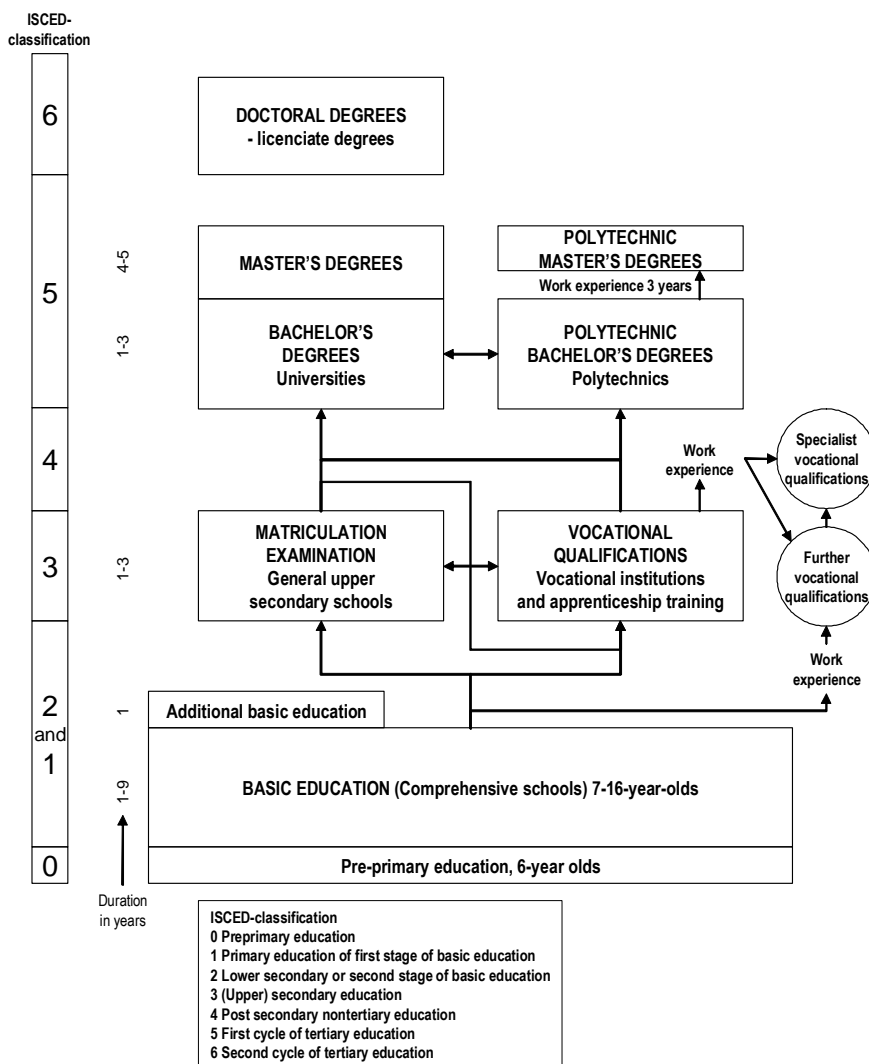 ISCED-
classification
6
DOCTORAL DEGREES
- licenciate degrees
5
4-5
MASTER'S DEGREES
POLYTECHNIC
MASTER'S DEGREES
Work experience 3 years
1-3
BACHELOR'S
DEGREES
Universities
POLYTECHNIC
BACHELOR'S DEGREES
Polytechnics
4
Work
experience
Specialist
vocational
qualifications
3
1-3
MATRICULATION
EXAMINATION
General upper
secondary schools
VOCATIONAL
QUALIFICATIONS
Vocational institutions
and apprenticeship training
Further
vocational
qualifications
Work
experience
2
and
1
1
Additional basic education
1-9
BASIC EDUCATION (Comprehensive schools) 7-16-year-olds
0
Pre-primary education, 6-year olds
Duration
in years
ISCED-classification
0 Preprimary education
1 Primary education of first stage of basic education
2 Lower secondary or second stage of basic education
3 (Upper) secondary education
4 Post secondary nontertiary education
5 First cycle of tertiary education
6 Second cycle of tertiary education